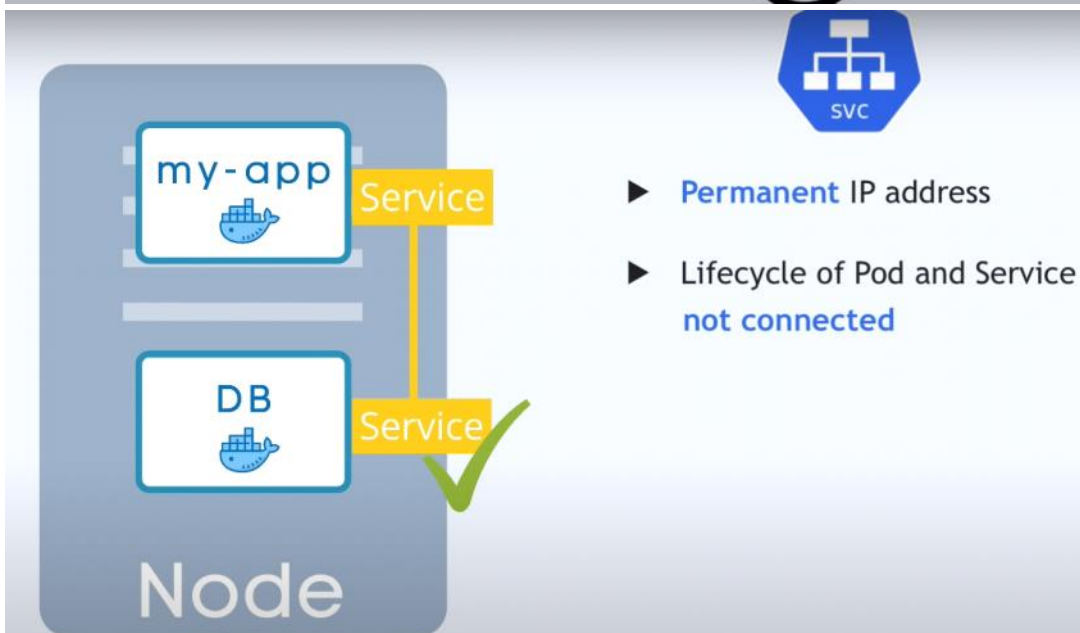 my-app
Service
DB
Service
Node
svc
Permanent IP address
Lifecycle of Pod and Service
not connected